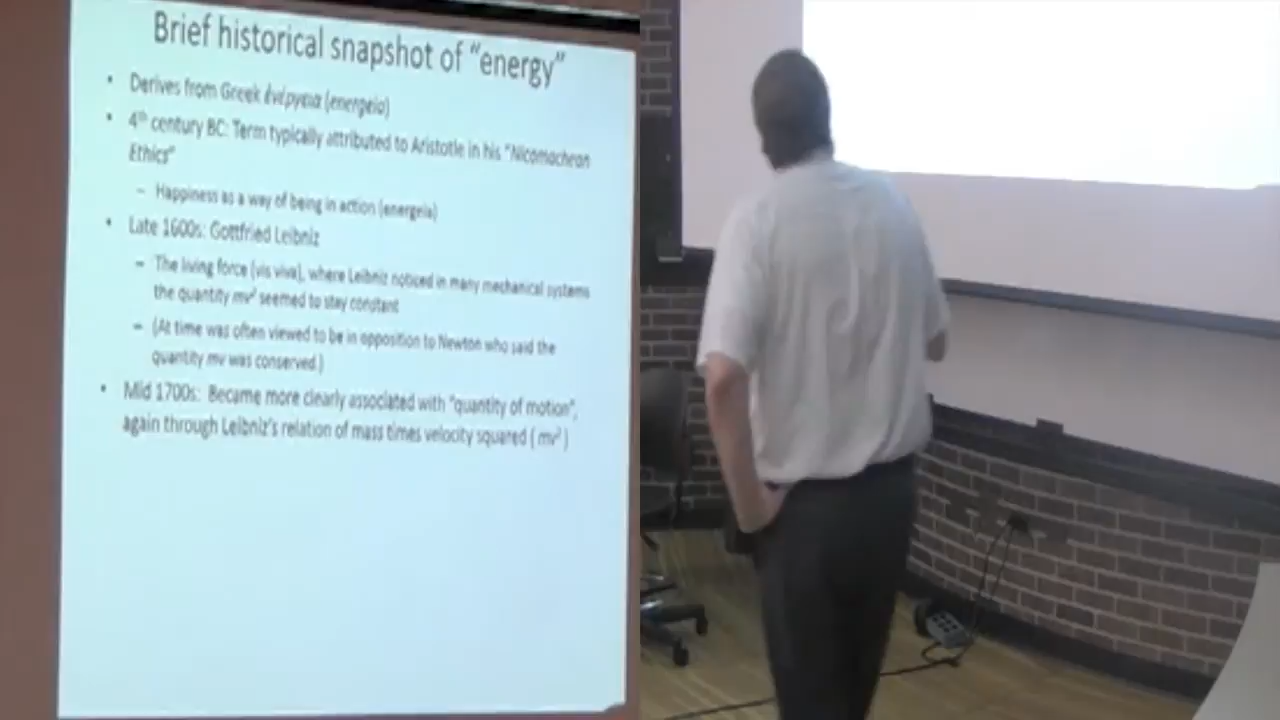 Brief historical snapshot of “energy”
• Derives from Greek ἐνέργεια (energeia)
• 4th century BC: Term typically attributed to Aristotle in his “Nicomachean
Ethics”
– Happiness as a way of being in action (energeia)
• Late 1600s: Gottfried Leibniz
– The living force (vis viva), where Leibniz noticed in many mechanical systems
the quantity mv² seemed to stay constant
– (At time was often viewed to be in opposition to Newton who said the
quantity mv was conserved.)
• Mid 1700s: Became more clearly associated with “quantity of motion”,
again through Leibniz’s relation of mass times velocity squared ( mv² )